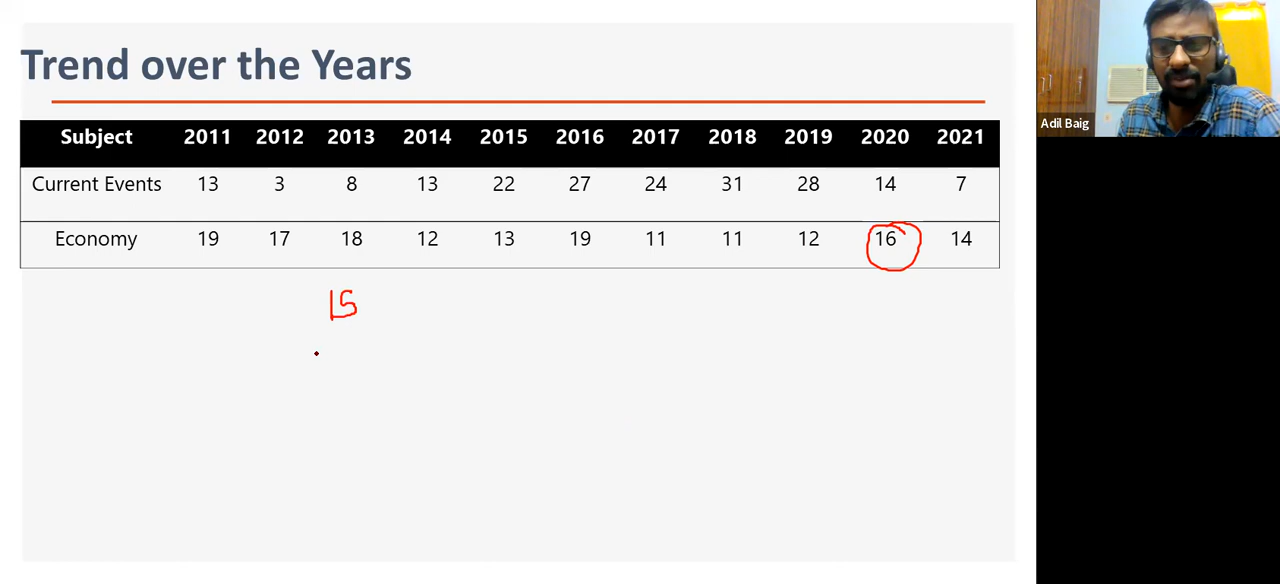 Trend over the Years
Subject 2011 2012 2013 2014 2015 2016 2017 2018 2019 2020 2021
Current Events 13 3 8 13 22 27 24 31 28 14 7
Economy 19 17 18 12 13 19 11 11 12 16 14
15
Adil Baig